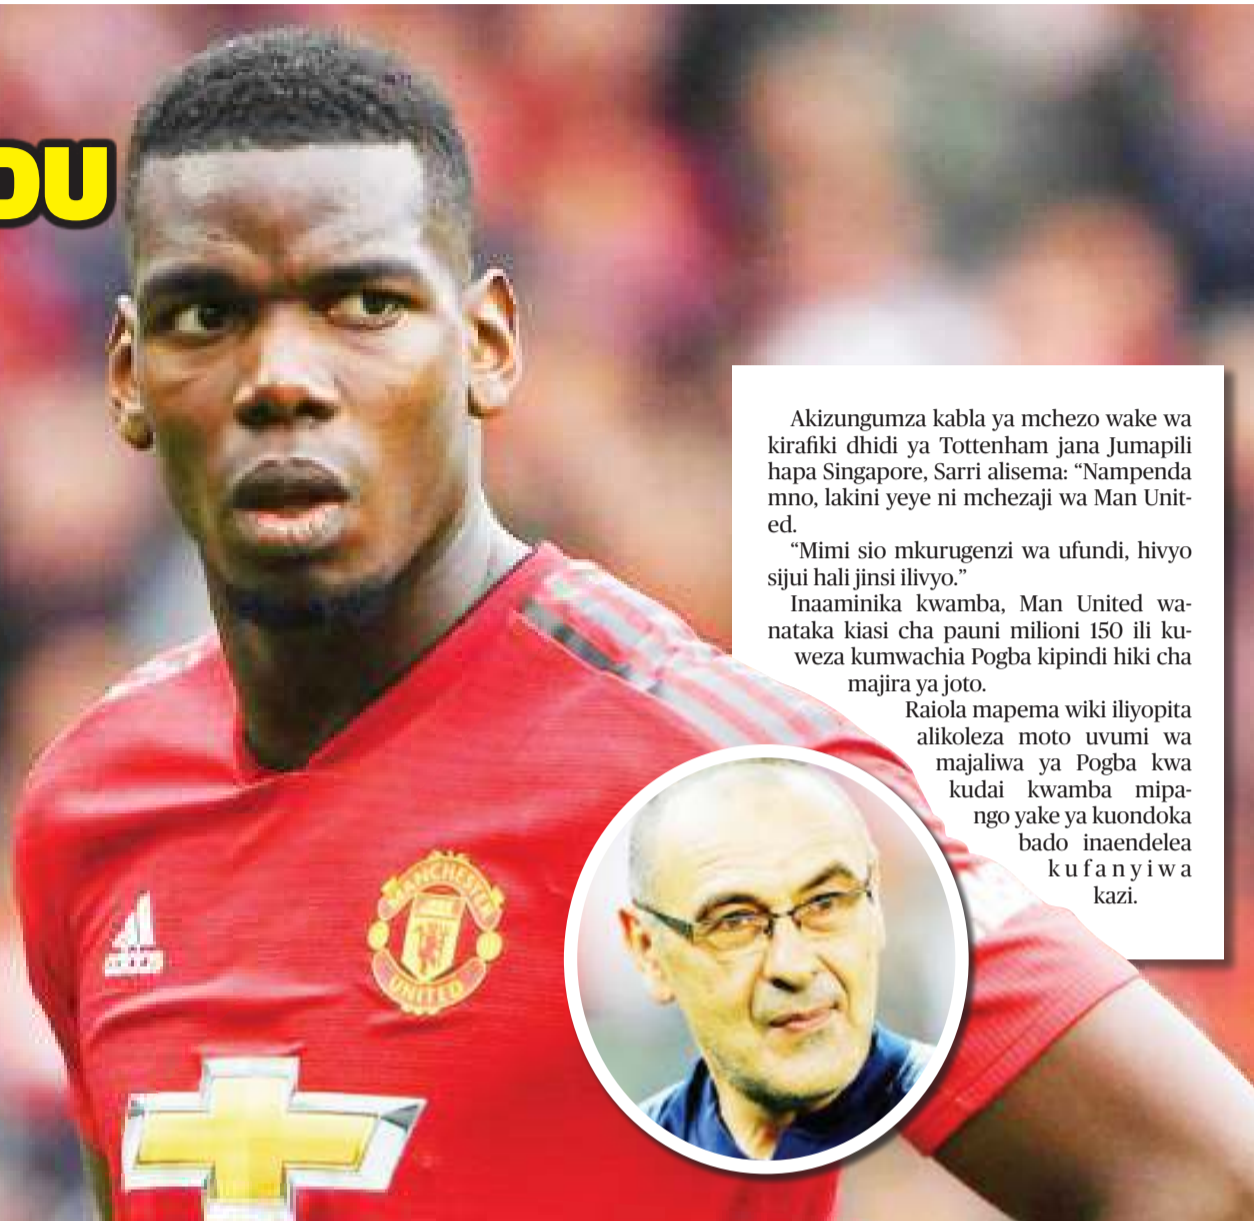 DU
Akizungumza kabla ya mchezo wake wa
kirafiki dhidi ya Tottenham jana Jumapili
hapa Singapore, Sarri alisema: “Nampenda
mno, lakini yeye ni mchezaji wa Man Unit-
ed.
“Mimi sio mkurugenzi wa ufundi, hivyo
sijui hali jinsi ilivyo.”
Inaaminika kwamba, Man United wa-
nataka kiasi cha pauni milioni 150 ili ku-
weza kumwachia Pogba kipindi hiki cha
majira ya joto.
Raiola mapema wiki iliyopita
alikoleza moto uvumi wa
majaliwa ya Pogba kwa
kudai kwamba mipa-
ngo yake ya kuondoka
bado inaendelea
kufanyiwa
kazi.
adidas
MANCHESTER
UNITED